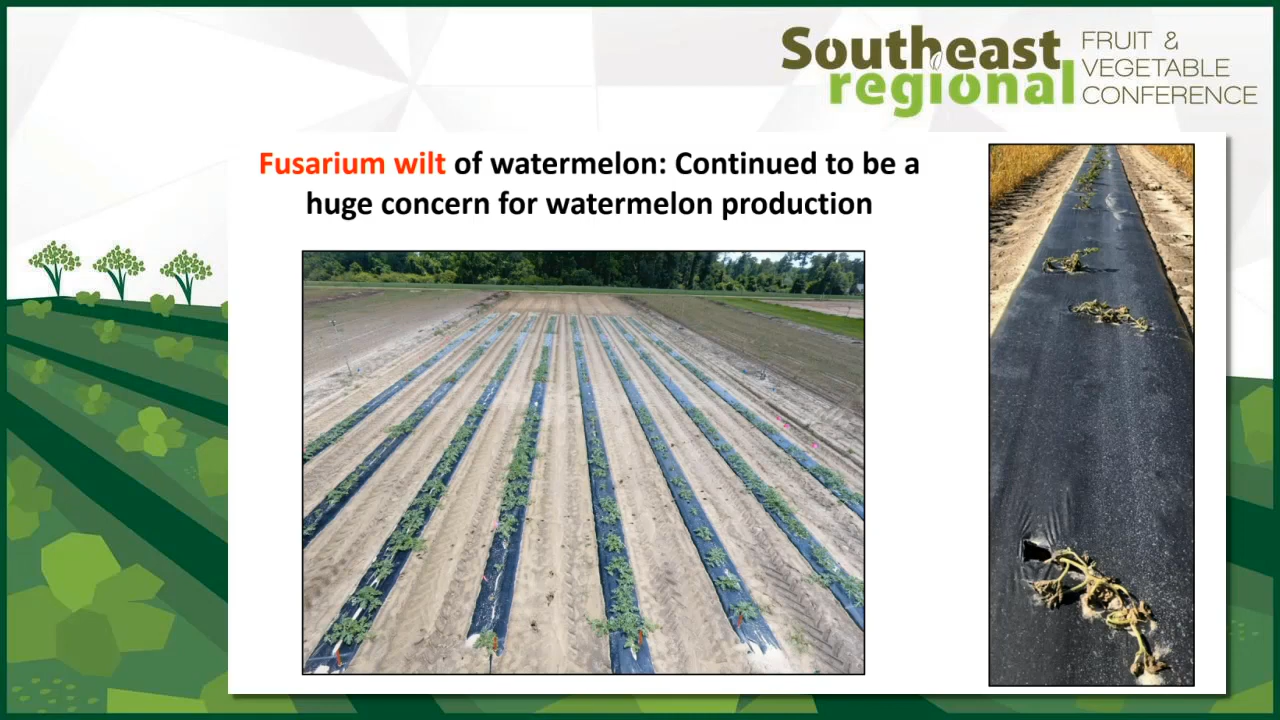 Southeast
regional
FRUIT &
VEGETABLE
CONFERENCE
Fusarium wilt of watermelon: Continued to be a
huge concern for watermelon production